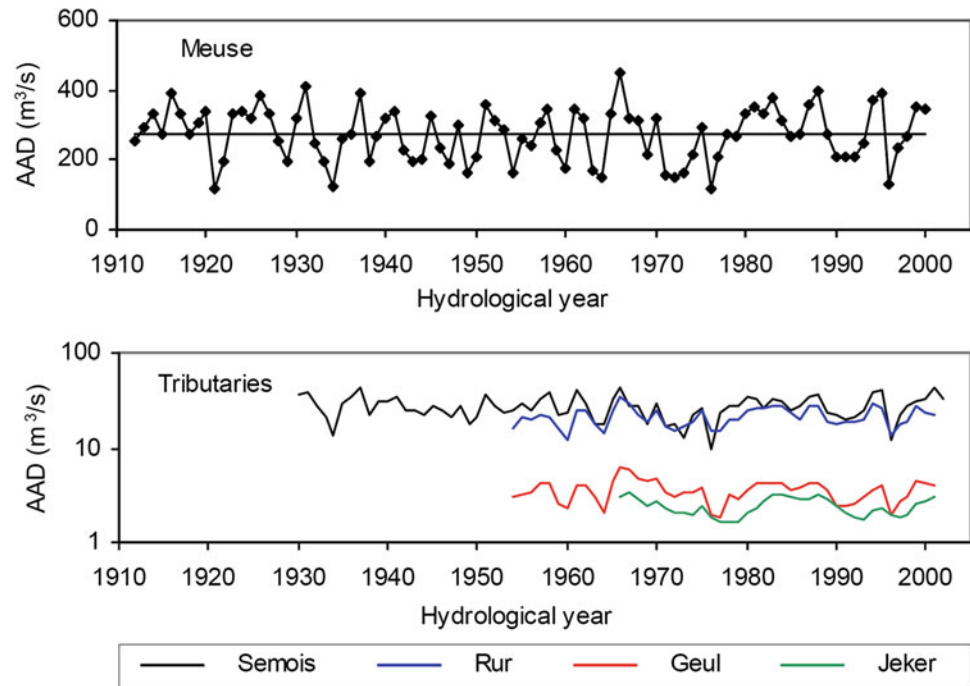 600
Meuse
400
200
0
AAD (m³/s)
1910 1920 1930 1940 1950 1960 1970 1980 1990 2000
Hydrological year
100
Tributaries
10
1
AAD (m³/s)
1910 1920 1930 1940 1950 1960 1970 1980 1990 2000
Hydrological year
Semois Rur Geul Jeker